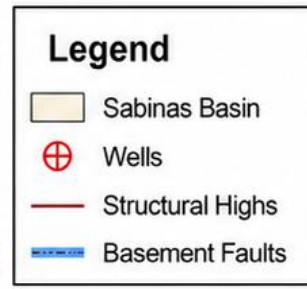 Legend
Sabinas Basin
Wells
Structural Highs
Basement Faults